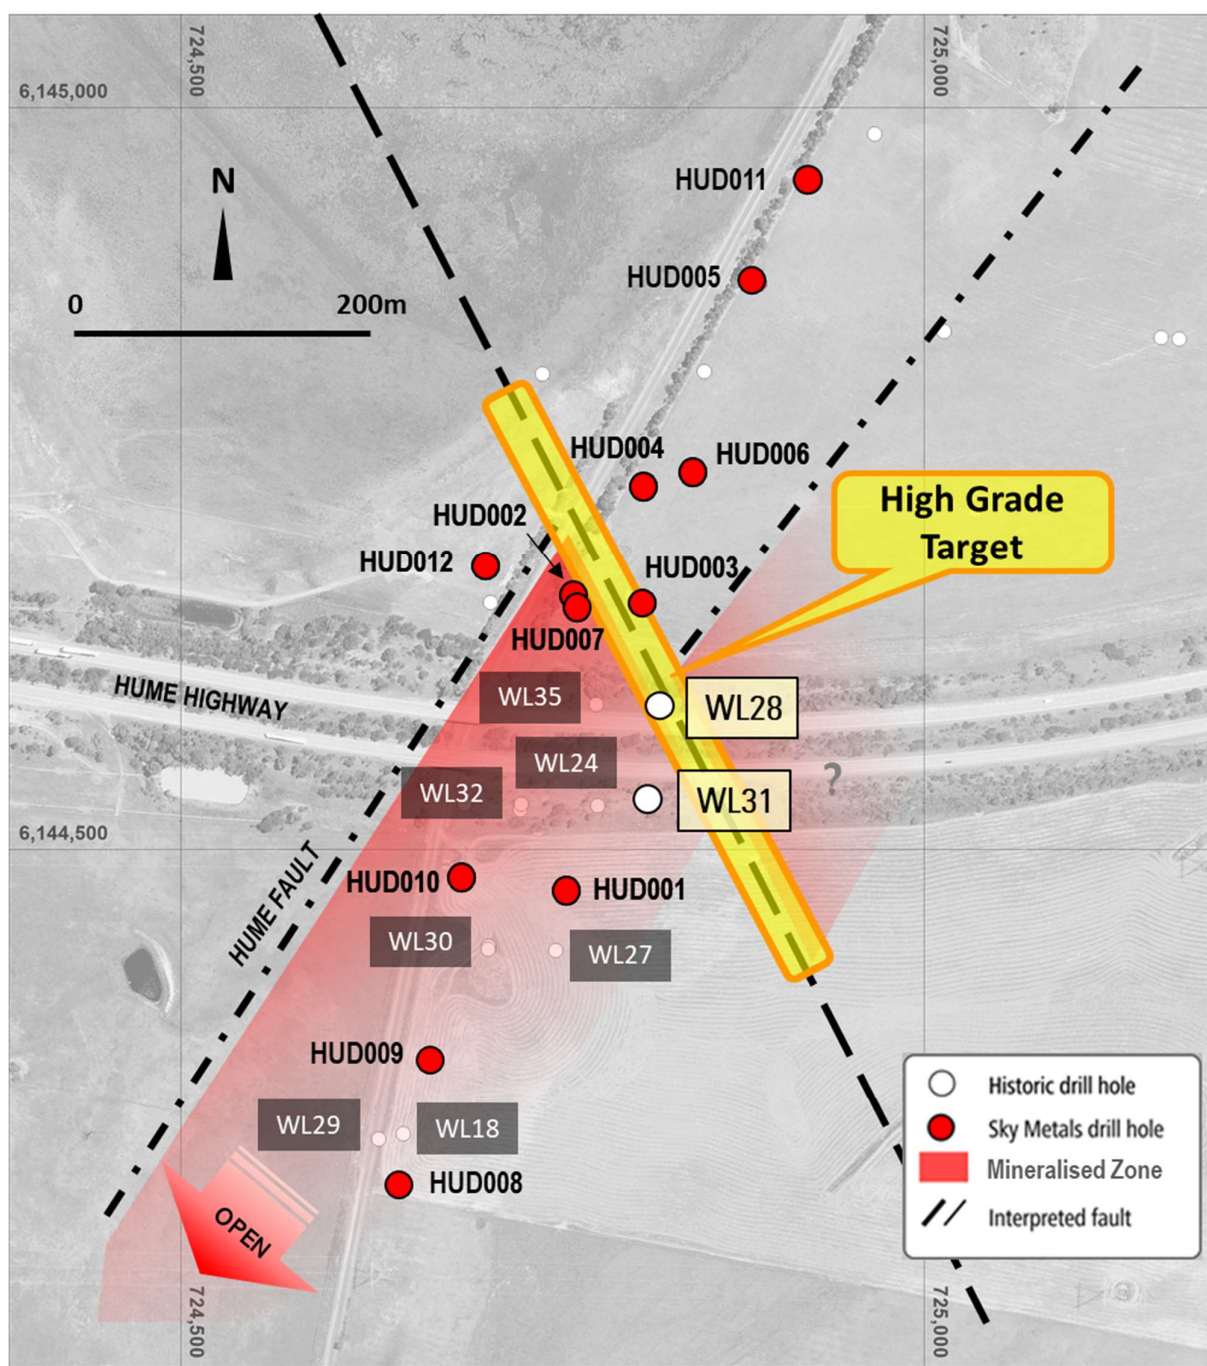 724,500
725,000
6,145,000
N
HUD011
HUD005
0
200m
HUD004
HUD006
High Grade
Target
HUD002
HUD012
HUD003
HUD007
HUME HIGHWAY
WL35
WL28
WL24
WL32
WL31
?
6,144,500
HUME FAULT
HUD010
HUD001
WL30
WL27
HUD009
WL29
WL18
HUD008
OPEN
Historic drill hole
Sky Metals drill hole
Mineralised Zone
Interpreted fault
724,500
725,000